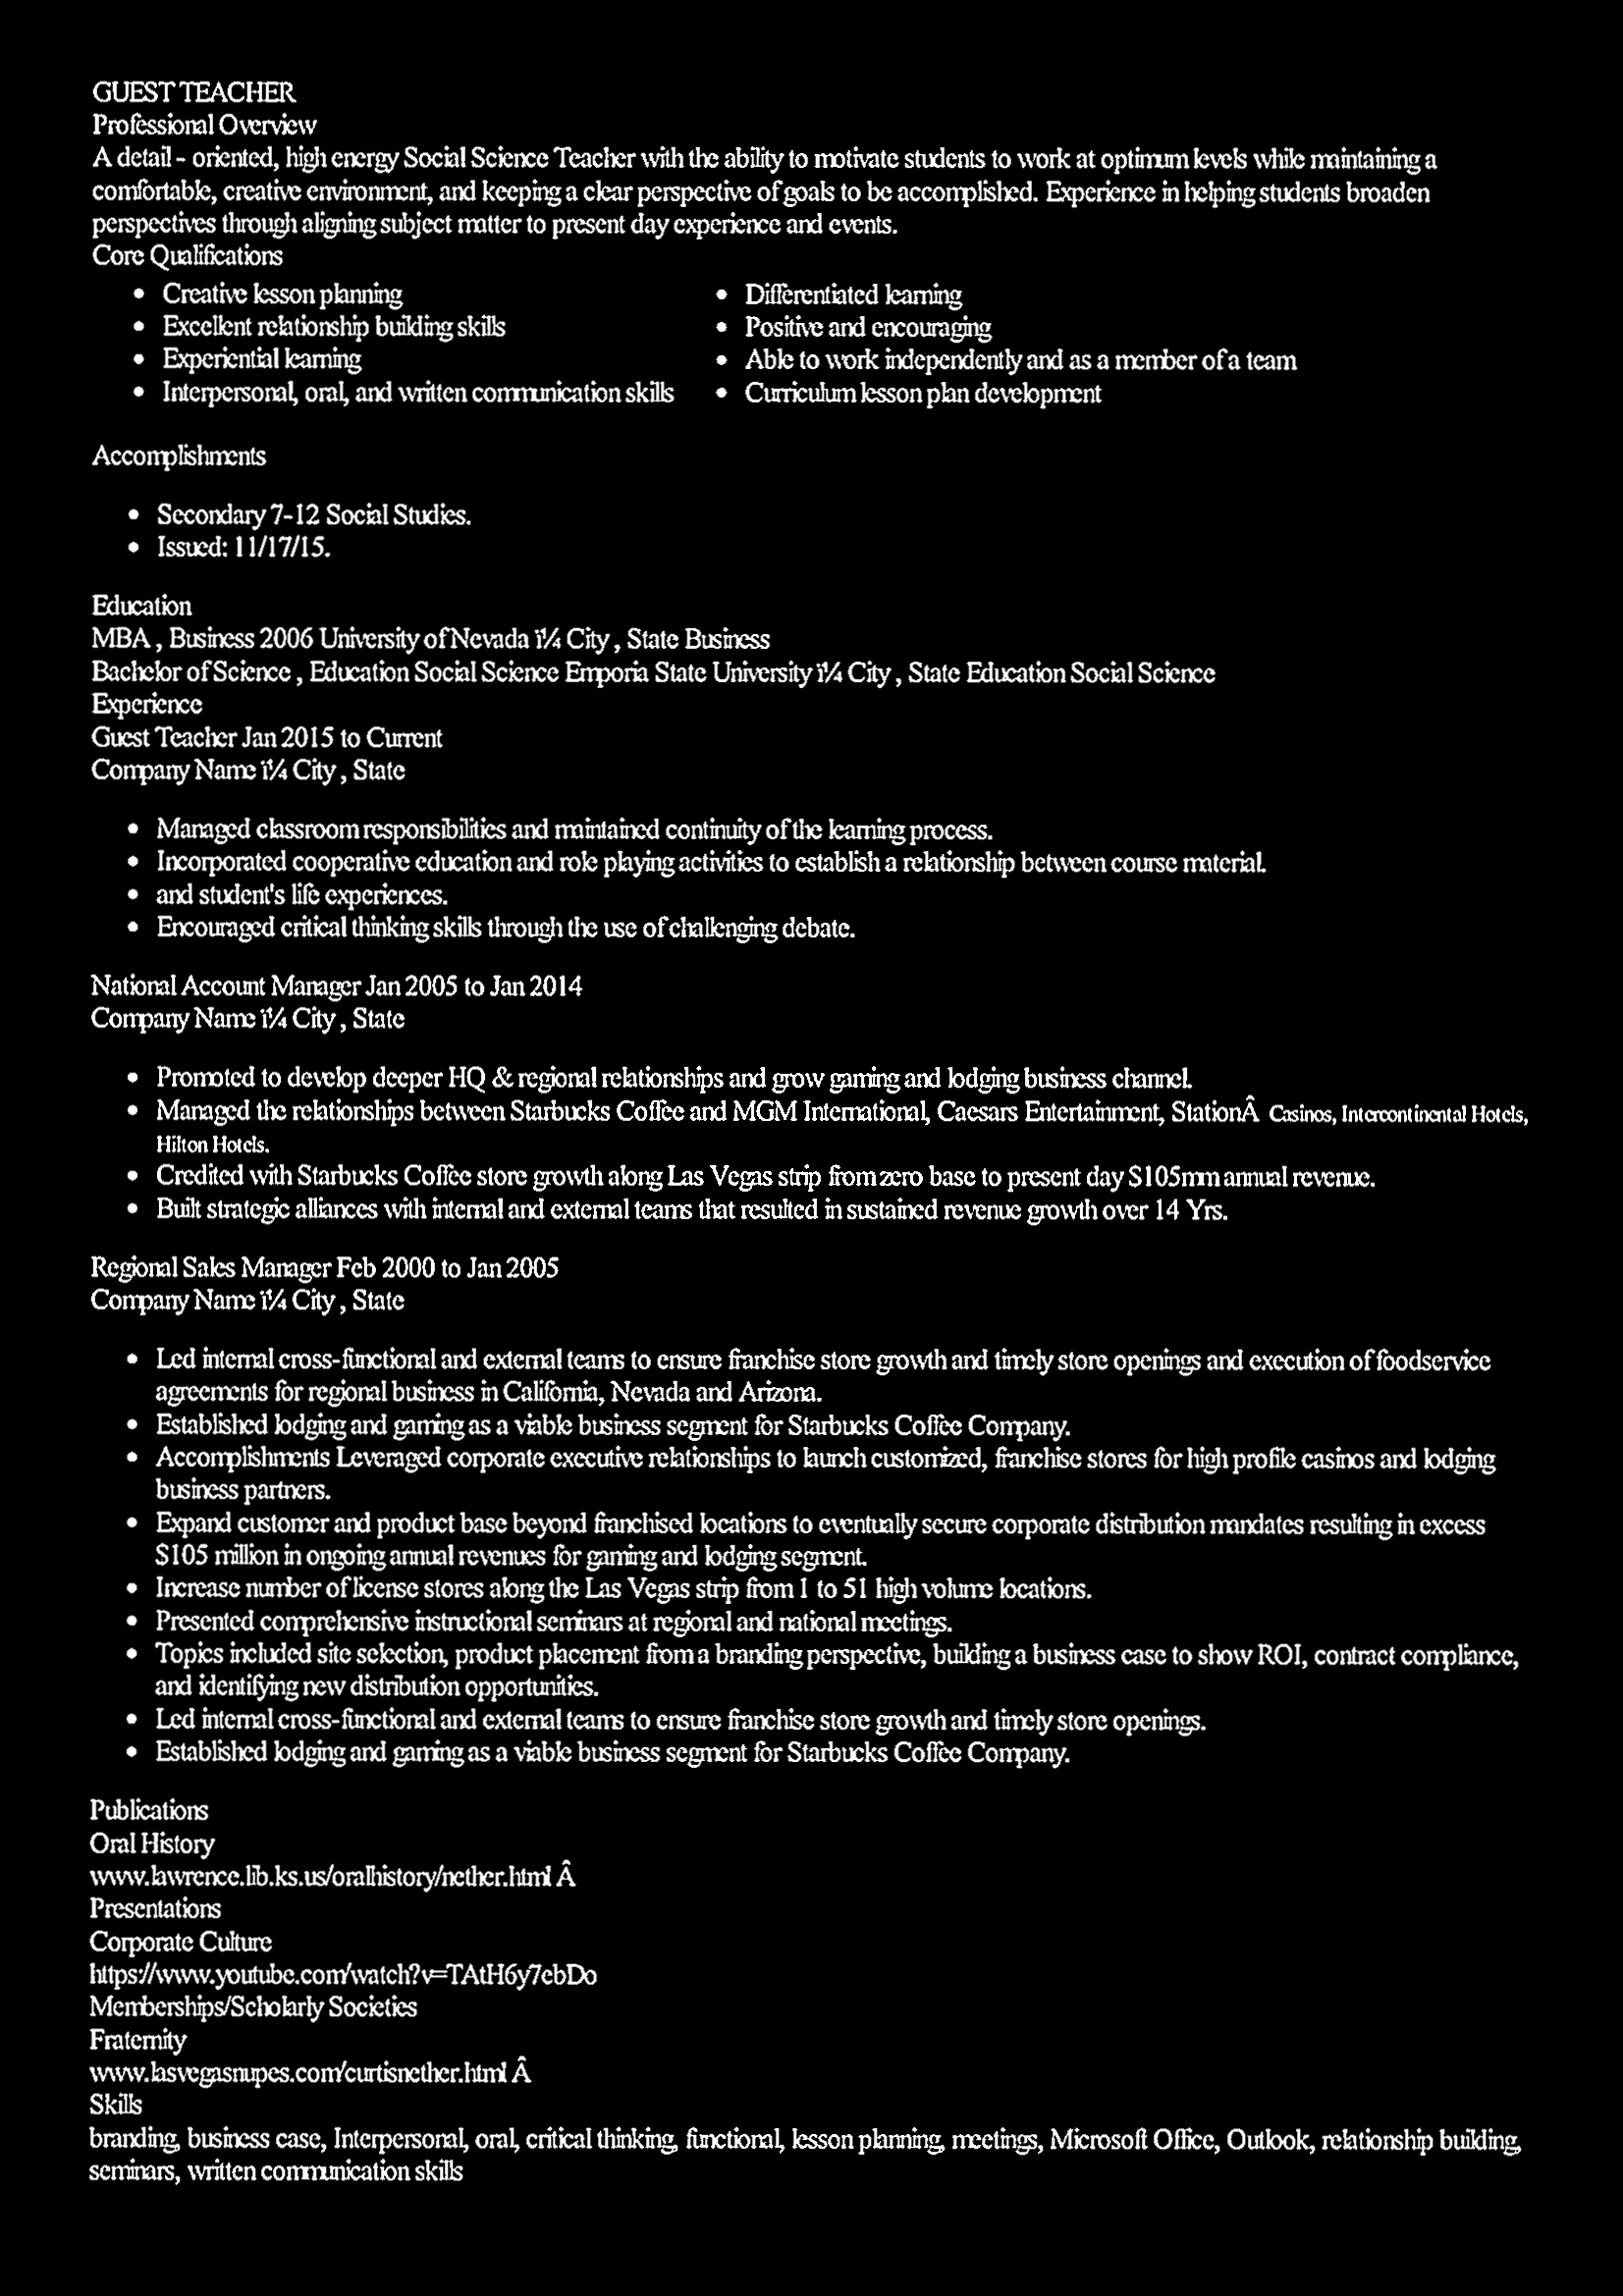 GUEST TEACHER
Professional Overview
A detail - oriented, high energy Social Science Teacher with the ability to motivate students to work at optimum levels while maintaining a
comfortable, creative environment, and keeping a clear perspective of goals to be accomplished. Experience in helping students broaden
perspectives through aligning subject matter to present day experience and events.
Core Qualifications
• Creative lesson planning
• Excellent relationship building skills
• Experiential learning
• Interpersonal, oral, and written communication skills
• Differentiated learning
• Positive and encouraging
• Able to work independently and as a member of a team
• Curriculum lesson plan development
Accomplishments
• Secondary 7-12 Social Studies.
• Issued: 11/17/15.
Education
MBA , Business 2006 University of Nevada ï¼ City , State Business
Bachelor of Science , Education Social Science Emporia State University ï¼ City , State Education Social Science
Experience
Guest Teacher Jan 2015 to Current
Company Name ï¼ City , State
• Managed classroom responsibilities and maintained continuity of the learning process.
• Incorporated cooperative education and role playing activities to establish a relationship between course material.
• and student's life experiences.
• Encouraged critical thinking skills through the use of challenging debate.
National Account Manager Jan 2005 to Jan 2014
Company Name ï¼ City , State
• Promoted to develop deeper HQ & regional relationships and grow gaming and lodging business channel.
• Managed the relationships between Starbucks Coffee and MGM International, Caesars Entertainment, StationÂ Casinos, Intercontinental Hotels,
Hilton Hotels.
• Credited with Starbucks Coffee store growth along Las Vegas strip from zero base to present day $105mm annual revenue.
• Built strategic alliances with internal and external teams that resulted in sustained revenue growth over 14 Yrs.
Regional Sales Manager Feb 2000 to Jan 2005
Company Name ï¼ City , State
• Led internal cross-functional and external teams to ensure franchise store growth and timely store openings and execution of foodservice
agreements for regional business in California, Nevada and Arizona.
• Established lodging and gaming as a viable business segment for Starbucks Coffee Company.
• Accomplishments Leveraged corporate executive relationships to launch customized, franchise stores for high profile casinos and lodging
business partners.
• Expand customer and product base beyond franchised locations to eventually secure corporate distribution mandates resulting in excess
$105 million in ongoing annual revenues for gaming and lodging segment.
• Increase number of license stores along the Las Vegas strip from 1 to 51 high volume locations.
• Presented comprehensive instructional seminars at regional and national meetings.
• Topics included site selection, product placement from a branding perspective, building a business case to show ROI, contract compliance,
and identifying new distribution opportunities.
• Led internal cross-functional and external teams to ensure franchise store growth and timely store openings.
• Established lodging and gaming as a viable business segment for Starbucks Coffee Company.
Publications
Oral History
www.lawrence.lib.ks.us/oralhistory/nether.html Â
Presentations
Corporate Culture
https://www.youtube.com/watch?v=TAtH6y7ebDo
Memberships/Scholarly Societies
Fraternity
www.lasvegasnupes.com/curtisnether.html Â
Skills
branding, business case, Interpersonal, oral, critical thinking, functional, lesson planning, meetings, Microsoft Office, Outlook, relationship building,
seminars, written communication skills